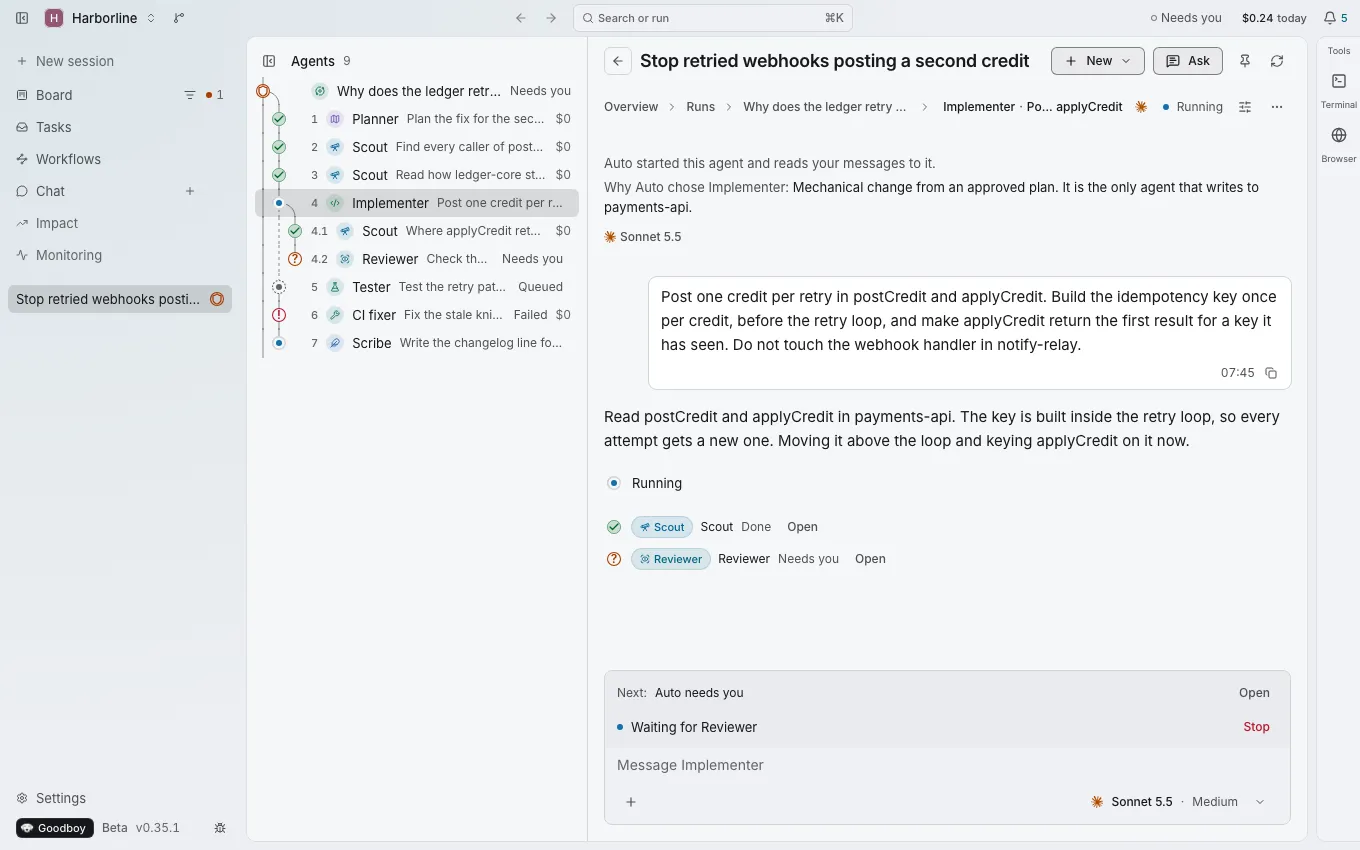 H Harborline
Search or run ⌘K
Needs you $0.24 today 5
New session
Board 1
Tasks
Workflows
Chat
Impact
Monitoring
Stop retried webhooks posti...
Settings
Goodboy Beta v0.35.1
Agents 9
Why does the ledger retr... Needs you
1 Planner Plan the fix for the sec... $0
2 Scout Find every caller of post... $0
3 Scout Read how ledger-core st... $0
4 Implementer Post one credit per r...
4.1 Scout Where applyCredit ret... $0
4.2 Reviewer Check th... Needs you
5 Tester Test the retry pat... Queued
6 CI fixer Fix the stale kni... Failed $0
7 Scribe Write the changelog line fo...
Stop retried webhooks posting a second credit
New
Ask
Overview Runs Why does the ledger retry ... Implementer · Po... applyCredit Running
Auto started this agent and reads your messages to it.
Why Auto chose Implementer: Mechanical change from an approved plan. It is the only agent that writes to
payments-api.
Sonnet 5.5
Post one credit per retry in postCredit and applyCredit. Build the idempotency key once
per credit, before the retry loop, and make applyCredit return the first result for a key it
has seen. Do not touch the webhook handler in notify-relay.
07:45
Read postCredit and applyCredit in payments-api. The key is built inside the retry loop, so every
attempt gets a new one. Moving it above the loop and keying applyCredit on it now.
Running
Scout Scout Done Open
Reviewer Reviewer Needs you Open
Next: Auto needs you Open
Waiting for Reviewer Stop
Message Implementer
Sonnet 5.5 · Medium
Tools
Terminal
Browser